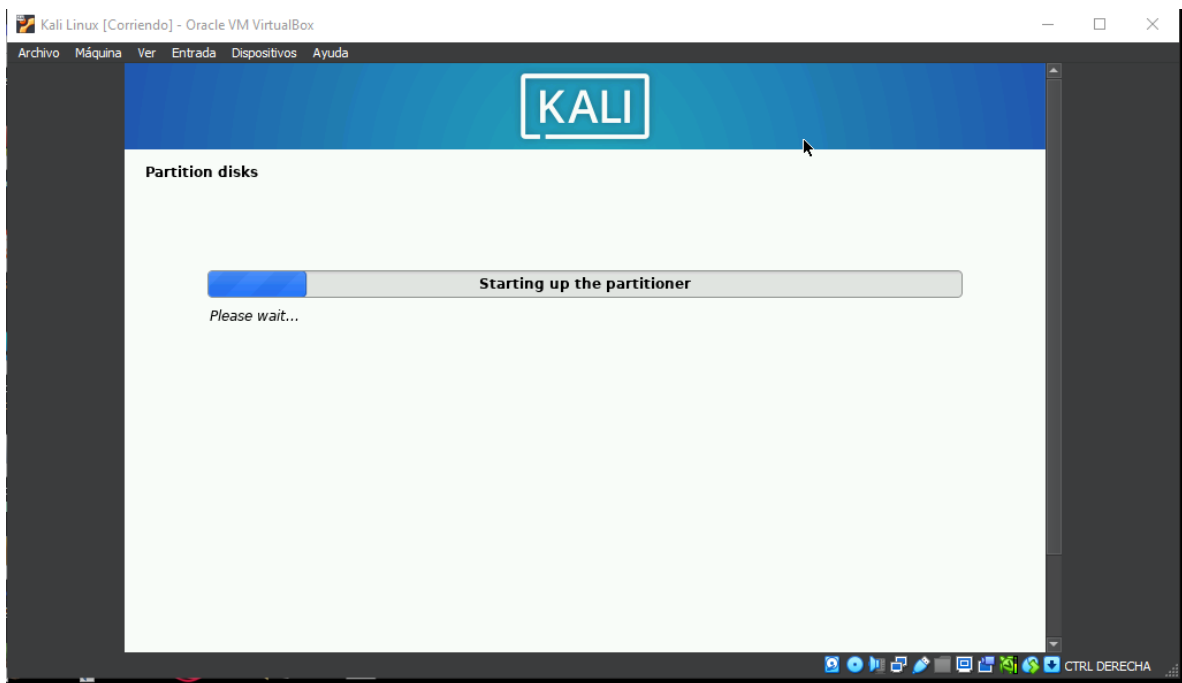 Kali Linux [Corriendo] - Oracle VM VirtualBox
Archivo Máquina Ver Entrada Dispositivos Ayuda
KALI
Partition disks
Starting up the partitioner
Please wait...
CTRL DERECHA